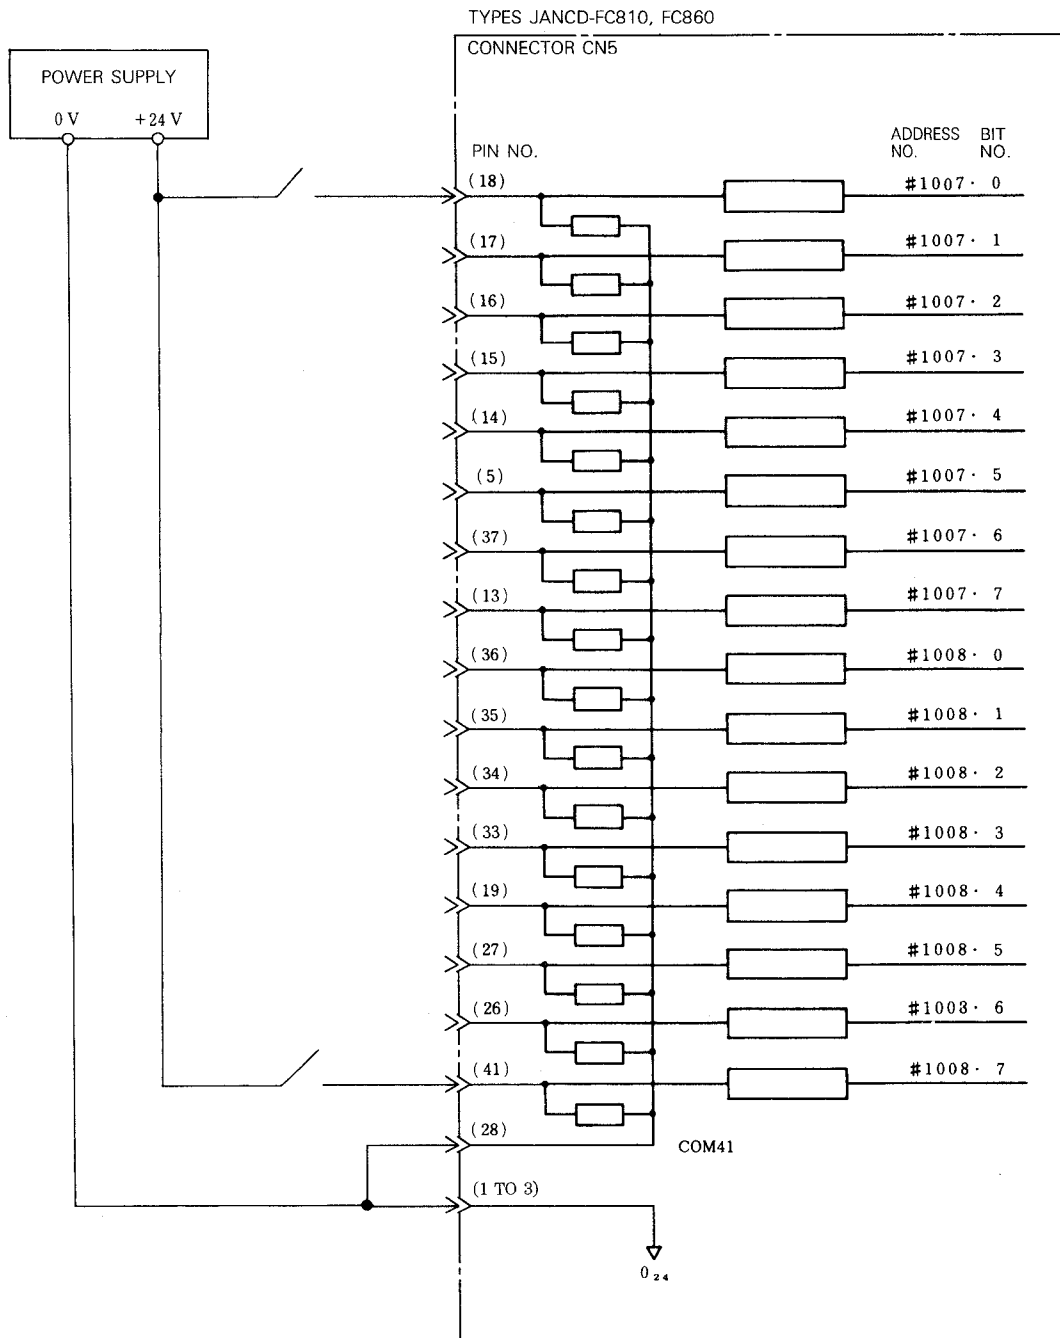 TYPES JANCD-FC810, FC860
CONNECTOR CN5
POWER SUPPLY
0 V +24 V
PIN NO.
ADDRESS NO. BIT NO.
(18) #1007· 0
(17) #1007· 1
(16) #1007· 2
(15) #1007· 3
(14) #1007· 4
(5) #1007· 5
(37) #1007· 6
(13) #1007· 7
(36) #1008· 0
(35) #1008· 1
(34) #1008· 2
(33) #1008· 3
(19) #1008· 4
(27) #1008· 5
(26) #1003· 6
(41) #1008· 7
(28) COM41
(1 TO 3)
0₂₄